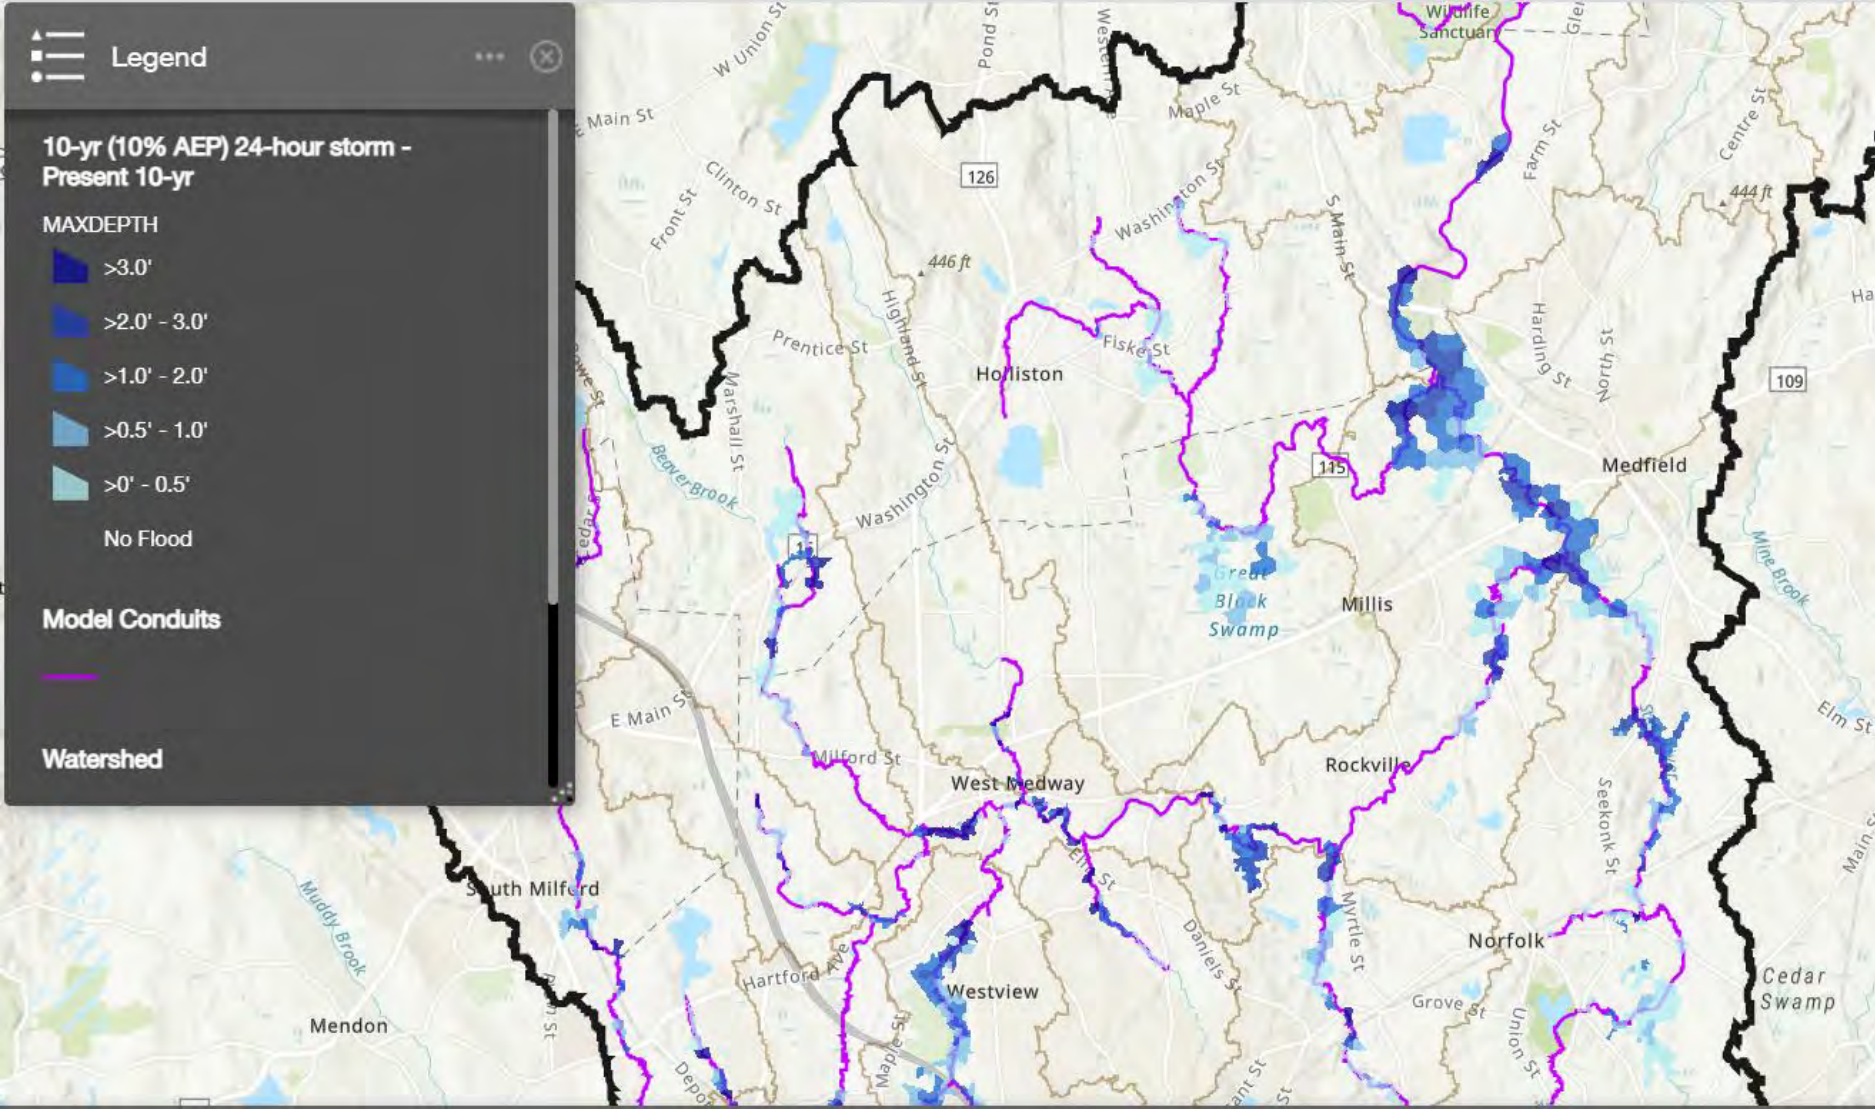 Legend
10-yr (10% AEP) 24-hour storm -
Present 10-yr
MAXDEPTH
>3.0'
>2.0' - 3.0'
>1.0' - 2.0'
>0.5' - 1.0'
>0' - 0.5'
No Flood
Model Conduits
Watershed
W Union St
Pond St
Wildlife
Sanctuary
E Main St
Maple St
Farm St
Centre St
126
Clinton St
Front St
Washington St
S Main St
444 ft
446 ft
Highland St
Prentice St
Fiske St
Harding St
North St
109
Holliston
Marshall St
Beaver Brook
Washington St
115
Medfield
Cedar S
Mine Brook
Great
Black
Swamp
Millis
E Main St
Elm St
Milford St
West Medway
Rockville
Seekonk St
Main S
South Milford
Elm St
Muddy Brook
Daniels St
Myrtle St
Norfolk
Hartford Ave
Westview
Cedar
Swamp
Mendon
Maple St
Grove St
Union St
Depo